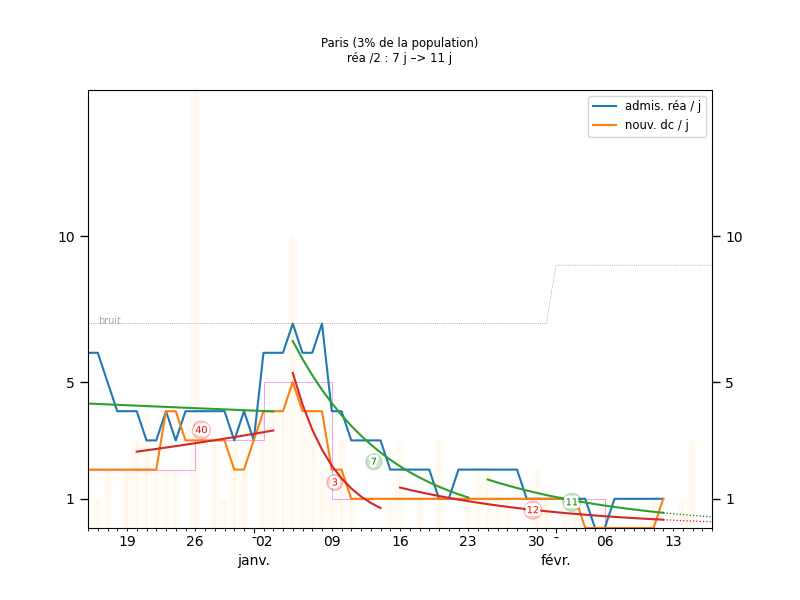 Paris (3% de la population)
réa /2 : 7 j –> 11 j
admis. réa / j
nouv. dc / j
10
10
bruit
5
5
40
7
3
11
12
1
1
19
26
02
09
16
23
30
06
13
janv.
févr.